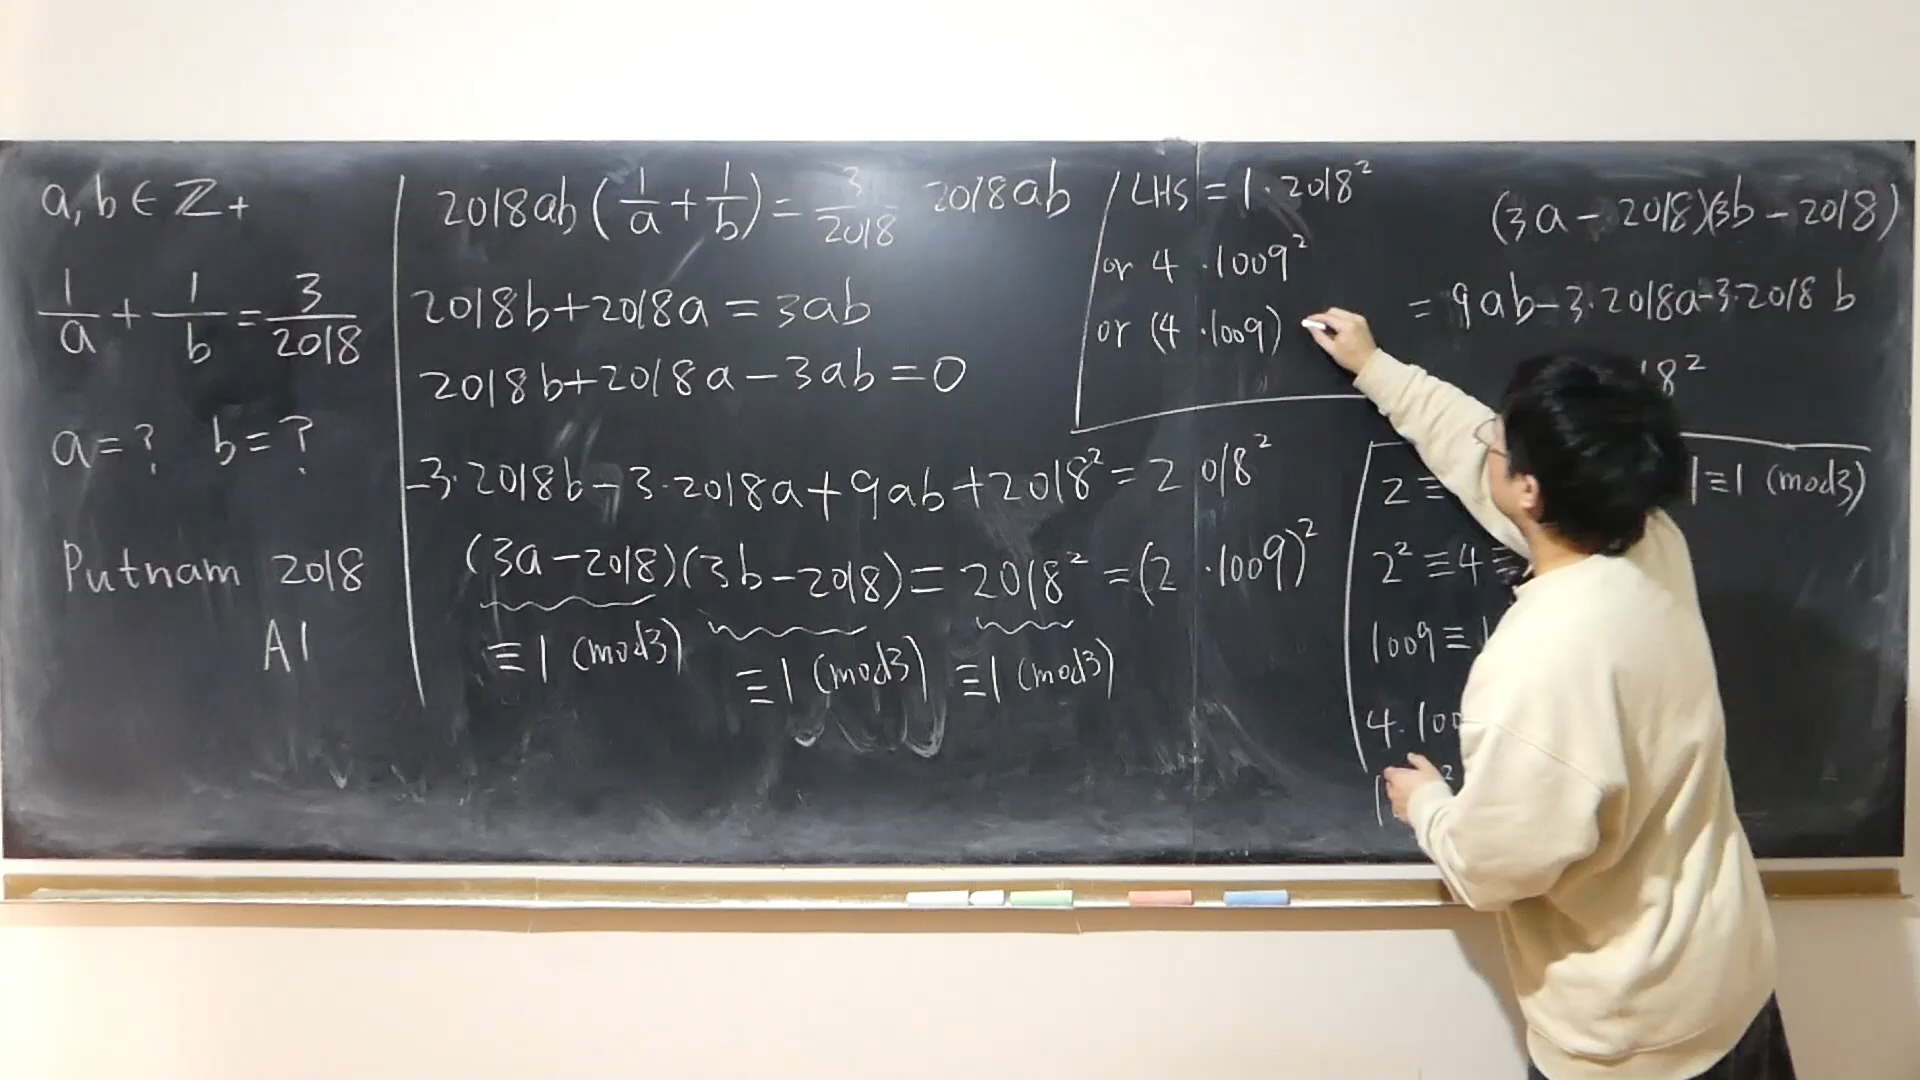 a, b ∈ ℤ+
1/a + 1/b = 3/2018
a = ? b = ?
Putnam 2018
A1
2018ab(1/a + 1/b) = 3/2018 2018ab
2018b + 2018a = 3ab
2018b + 2018a - 3ab = 0
-3·2018b - 3·2018a + 9ab + 2018² = 2018²
(3a - 2018)(3b - 2018) = 2018² = (2·1009)²
≡ 1 (mod3) ≡ 1 (mod3) ≡ 1 (mod3)
LHS = 1·2018²
or 4·1009²
or (4·1009)
(3a - 2018)(3b - 2018)
= 9ab - 3·2018a - 3·2018b
18²
2 ≡ 1 ≡ 1 (mod3)
2² ≡ 4 ≡
1009 ≡
4·100